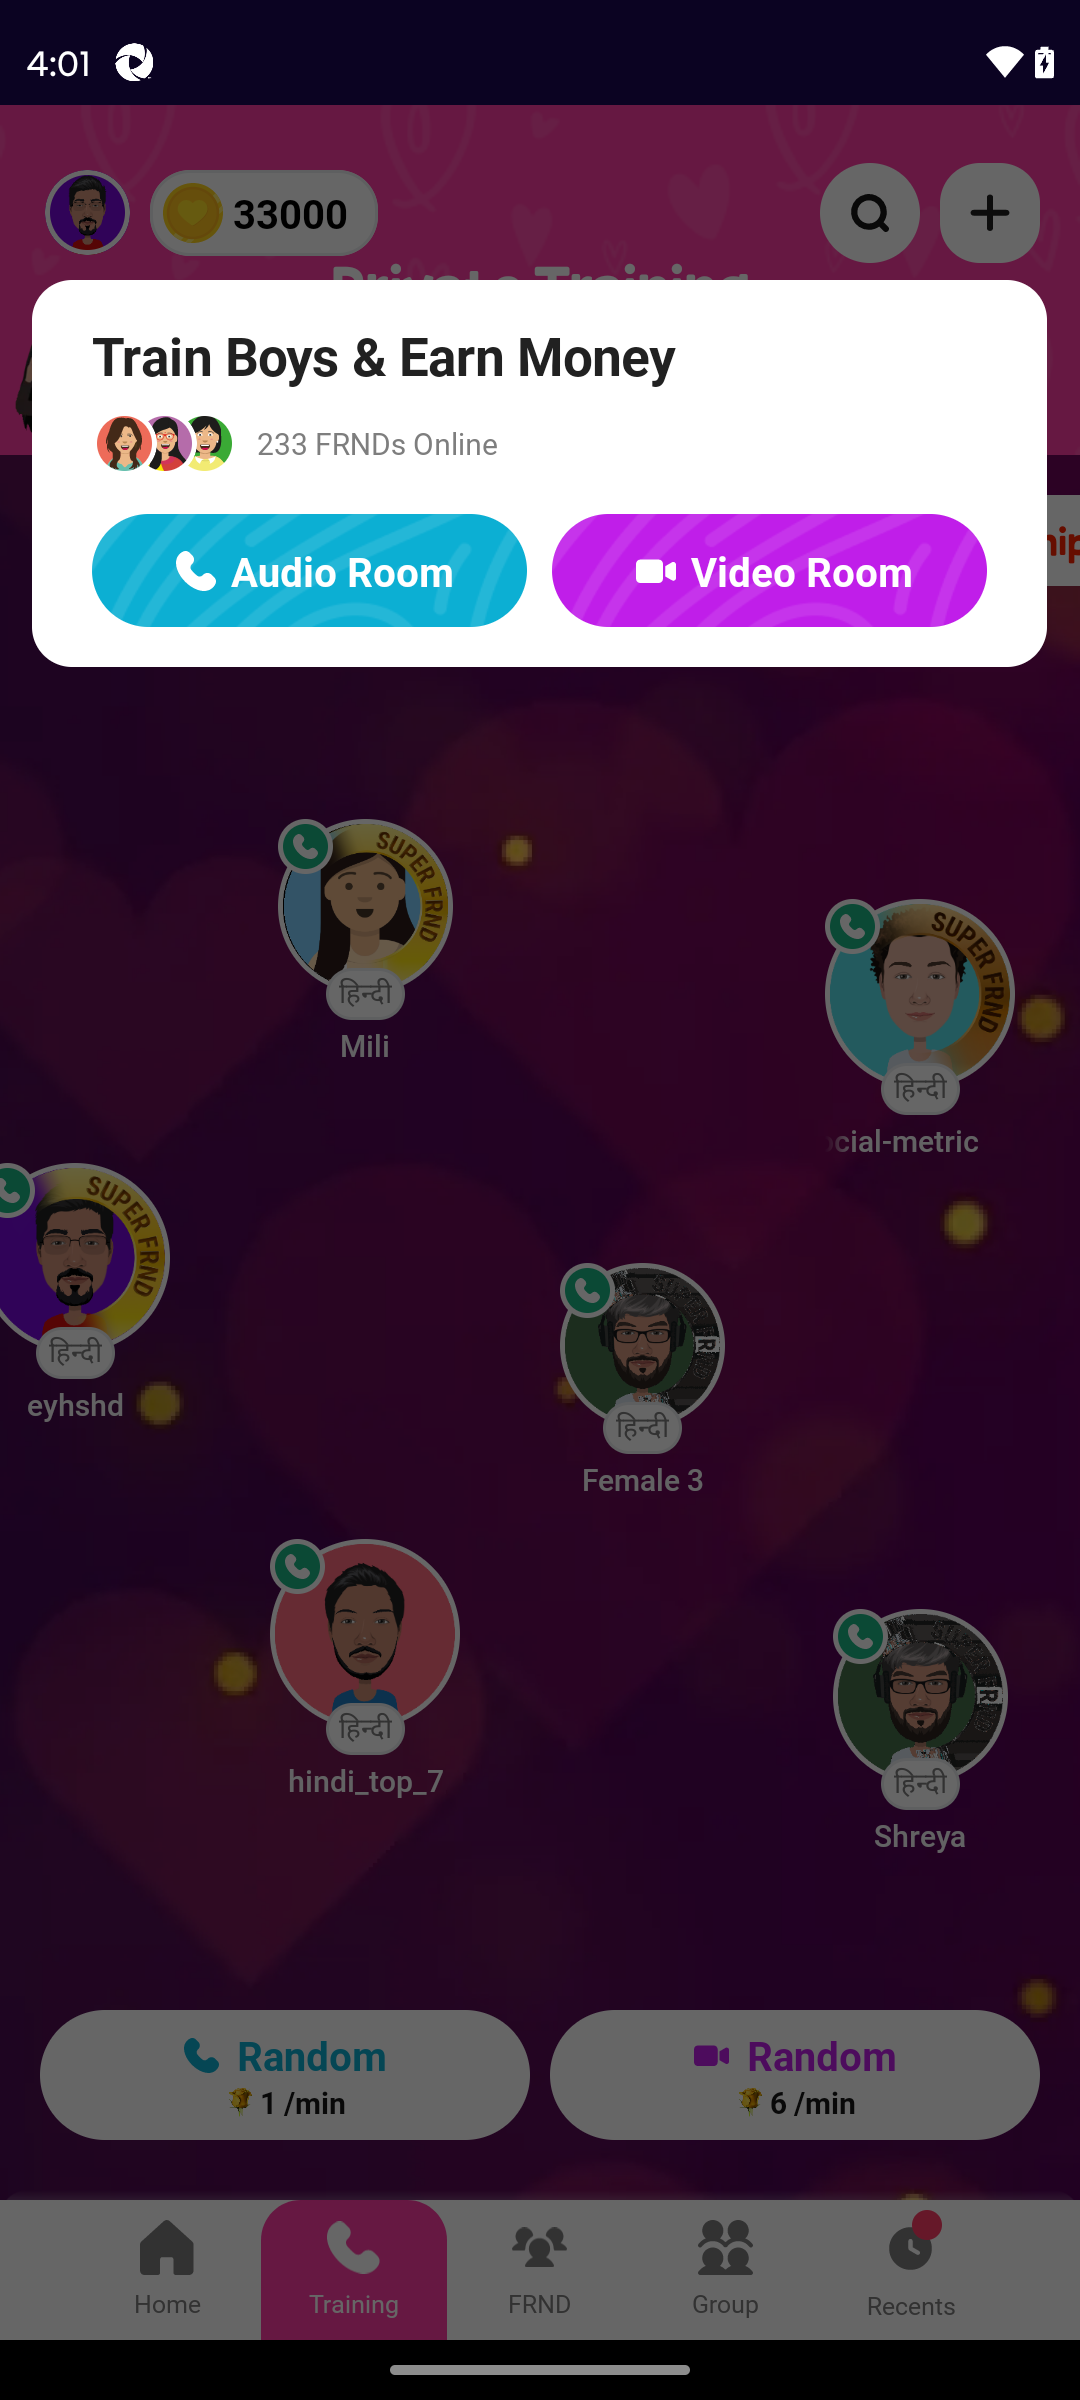 4:01
33000
Train Boys & Earn Money
233 FRNDs Online
Audio Room
Video Room
SUPER FRND
हिन्दी
Mili
SUPER FRND
हिन्दी
cial-metric
SUPER FRND
हिन्दी
eyhshd
हिन्दी
Female 3
हिन्दी
hindi_top_7
हिन्दी
Shreya
Random
1 /min
Random
6 /min
Home
Training
FRND
Group
Recents